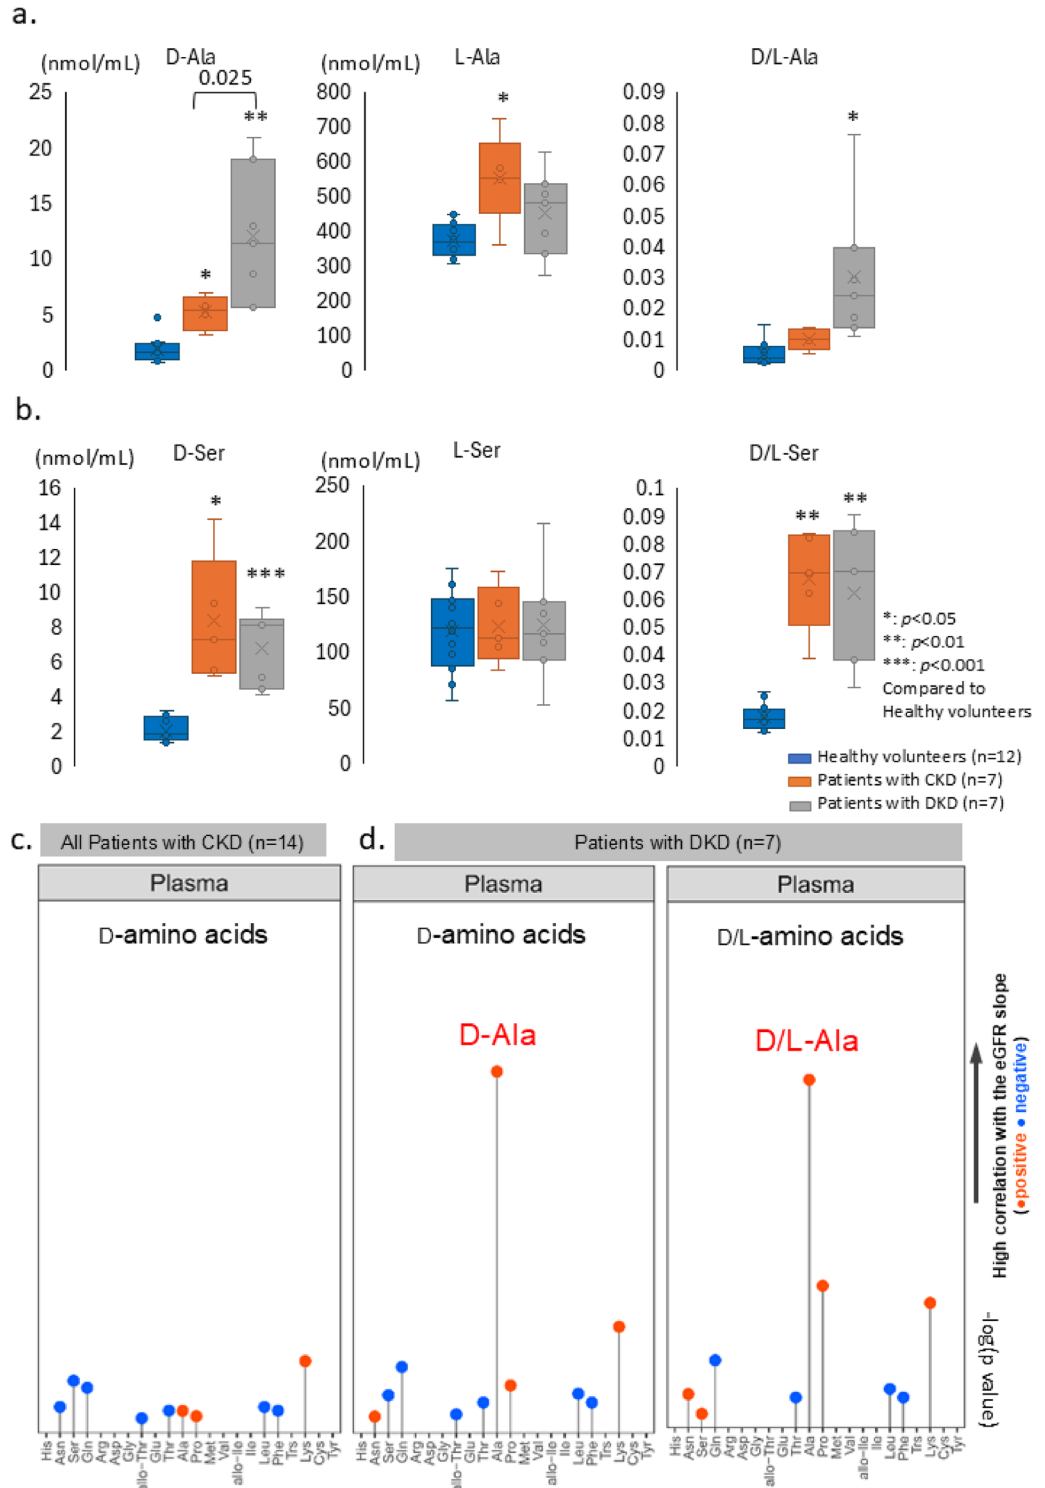 a.
(nmol/mL)
D-Ala
0.025
**
*
25
20
15
10
5
0
(nmol/mL)
L-Ala
*
800
700
600
500
400
300
200
100
0
D/L-Ala
*
0.09
0.08
0.07
0.06
0.05
0.04
0.03
0.02
0.01
0
b.
(nmol/mL)
D-Ser
*
***
16
14
12
10
8
6
4
2
0
(nmol/mL)
L-Ser
250
200
150
100
50
0
D/L-Ser
**
**
0.1
0.09
0.08
0.07
0.06
0.05
0.04
0.03
0.02
0.01
0
*: p<0.05
**: p<0.01
***: p<0.001
Compared to
Healthy volunteers
Healthy volunteers (n=12)
Patients with CKD (n=7)
Patients with DKD (n=7)
c.
All Patients with CKD (n=14)
Plasma
D-amino acids
His
Asn
Ser
Gln
Arg
Asp
Gly
allo-Thr
Glu
Thr
Ala
Pro
Met
Val
allo-Ile
Ile
Leu
Phe
Trs
Lys
Cys
Tyr
d.
Patients with DKD (n=7)
Plasma
D-amino acids
D-Ala
His
Asn
Ser
Gln
Arg
Asp
Gly
allo-Thr
Glu
Thr
Ala
Pro
Met
Val
allo-Ile
Ile
Leu
Phe
Trs
Lys
Cys
Tyr
Plasma
D/L-amino acids
D/L-Ala
His
Asn
Ser
Gln
Arg
Asp
Gly
allo-Thr
Glu
Thr
Ala
Pro
Met
Val
allo-Ile
Ile
Leu
Phe
Trs
Lys
Cys
Tyr
High correlation with the eGFR slope
(●positive ● negative)
-log(p value)